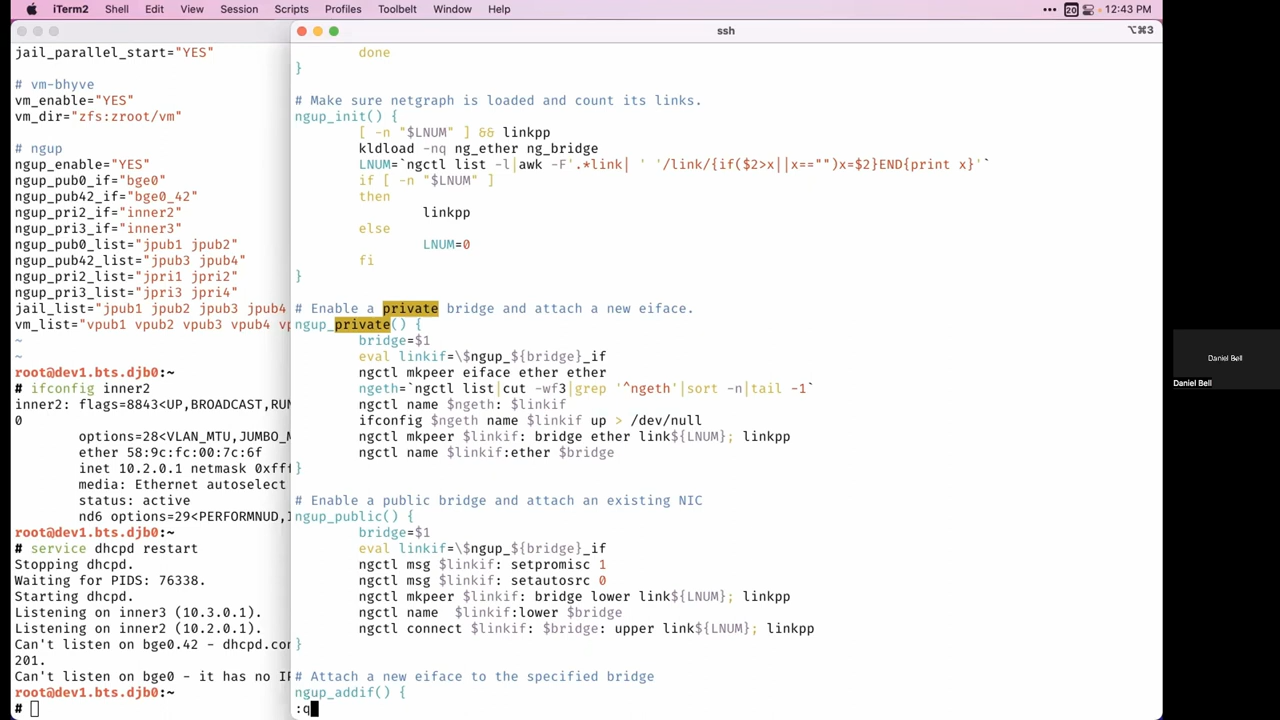 iTerm2 Shell Edit View Session Scripts Profiles Toolbelt Window Help
20 12:43 PM
jail_parallel_start="YES"
# vm-bhyve
vm_enable="YES"
vm_dir="zfs:zroot/vm"
# ngup
ngup_enable="YES"
ngup_pub0_if="bge0"
ngup_pub42_if="bge0_42"
ngup_pri2_if="inner2"
ngup_pri3_if="inner3"
ngup_pub0_list="jpub1 jpub2"
ngup_pub42_list="jpub3 jpub4"
ngup_pri2_list="jpri1 jpri2"
ngup_pri3_list="jpri3 jpri4"
jail_list="jpub1 jpub2 jpub3 jpub4
vm_list="vpub1 vpub2 vpub3 vpub4 vp
~
~
root@dev1.bts.djb0:~
# ifconfig inner2
inner2: flags=8843<UP,BROADCAST,RUN
0
options=28<VLAN_MTU,JUMBO_M
ether 58:9c:fc:00:7c:6f
inet 10.2.0.1 netmask 0xfff
media: Ethernet autoselect
status: active
nd6 options=29<PERFORMNUD,I
root@dev1.bts.djb0:~
# service dhcpd restart
Stopping dhcpd.
Waiting for PIDS: 76338.
Starting dhcpd.
Listening on inner3 (10.3.0.1).
Listening on inner2 (10.2.0.1).
Can't listen on bge0.42 - dhcpd.con
201.
Can't listen on bge0 - it has no IP
root@dev1.bts.djb0:~
#
ssh
⌥⌘3
done
}
# Make sure netgraph is loaded and count its links.
ngup_init() {
[ -n "$LNUM" ] && linkpp
kldload -nq ng_ether ng_bridge
LNUM=`ngctl list -l|awk -F'.*link| ' '/link/{if($2>x||x=="")x=$2}END{print x}'`
if [ -n "$LNUM" ]
then
linkpp
else
LNUM=0
fi
}
# Enable a private bridge and attach a new eiface.
ngup_private() {
bridge=$1
eval linkif=\$ngup_${bridge}_if
ngctl mkpeer eiface ether ether
ngeth=`ngctl list|cut -wf3|grep '^ngeth'|sort -n|tail -1`
ngctl name $ngeth: $linkif
ifconfig $ngeth name $linkif up > /dev/null
ngctl mkpeer $linkif: bridge ether link${LNUM}; linkpp
ngctl name $linkif:ether $bridge
}
# Enable a public bridge and attach an existing NIC
ngup_public() {
bridge=$1
eval linkif=\$ngup_${bridge}_if
ngctl msg $linkif: setpromisc 1
ngctl msg $linkif: setautosrc 0
ngctl mkpeer $linkif: bridge lower link${LNUM}; linkpp
ngctl name  $linkif:lower $bridge
ngctl connect $linkif: $bridge: upper link${LNUM}; linkpp
}
# Attach a new eiface to the specified bridge
ngup_addif() {
:q
Daniel Bell
Daniel Bell